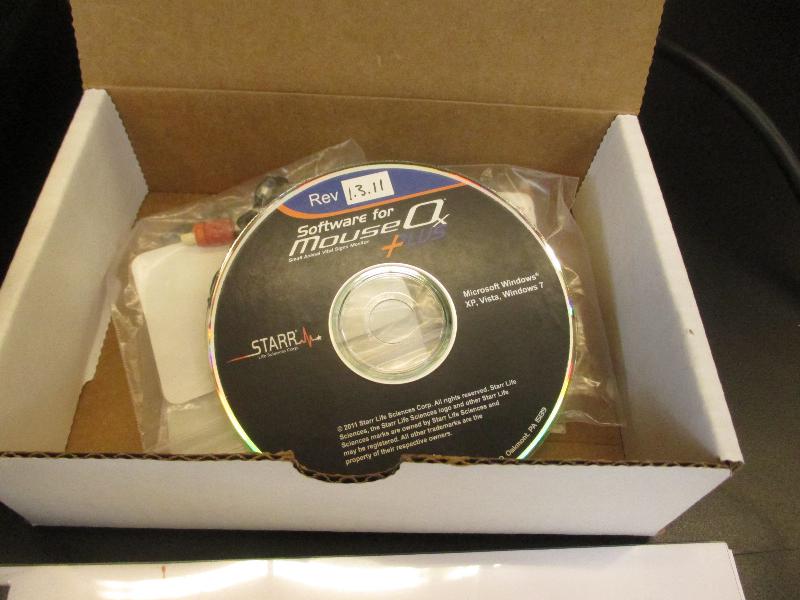 Rev 1.3.11
Software for
MouseOx
+PLUS
Small Animal Vital Signs Monitor
Microsoft Windows®
XP, Vista, Windows 7
STARR
Life Sciences Corp.
© 2011 Starr Life Sciences Corp. All rights reserved. Starr Life
Sciences, the Starr Life Sciences logo and other Starr Life
Sciences marks are owned by Starr Life Sciences and
may be registered. All other trademarks are the
property of their respective owners.
Oakmont, PA 15139